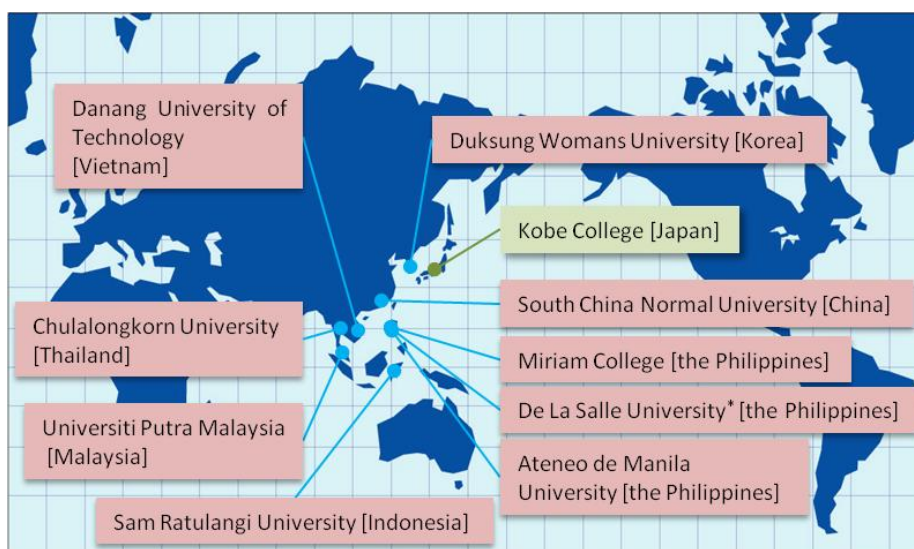 Danang University of
Technology
[Vietnam]
Duksung Womans University [Korea]
Kobe College [Japan]
South China Normal University [China]
Chulalongkorn University
[Thailand]
Miriam College [the Philippines]
De La Salle University* [the Philippines]
Universiti Putra Malaysia
[Malaysia]
Ateneo de Manila
University [the Philippines]
Sam Ratulangi University [Indonesia]